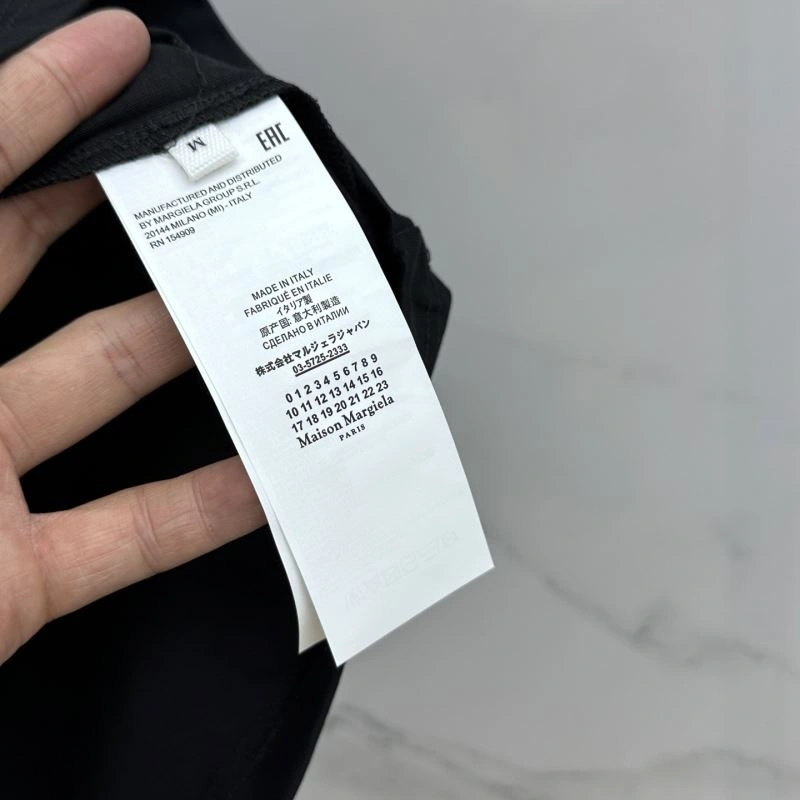 M
EAC
MANUFACTURED AND DISTRIBUTED
BY MARGIELA GROUP S.R.L.
20144 MILANO (MI) - ITALY
RN 154909
MADE IN ITALY
FABRIQUÉ EN ITALIE
イタリア製
原产国: 意大利製造
СДЕЛАНО В ИТАЛИИ
株式会社マルジェラジャパン
03-5725-2333
0 1 2 3 4 5 6 7 8 9
10 11 12 13 14 15 16
17 18 19 20 21 22 23
Maison Margiela
PARIS